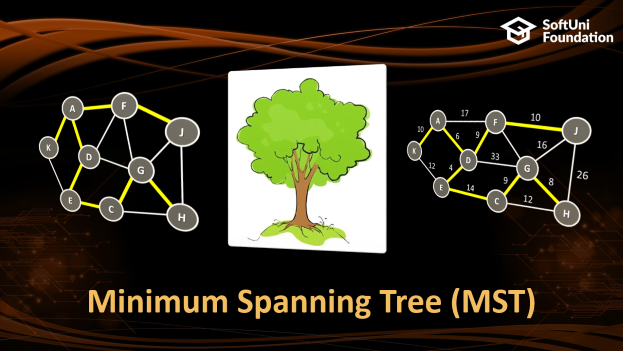 SoftUni
Foundation
A
F
J
K
D
G
E
C
H
17
10
A
F
J
10
6
9
16
K
D
33
G
26
12
4
9
8
E
14
C
12
H
Minimum Spanning Tree (MST)